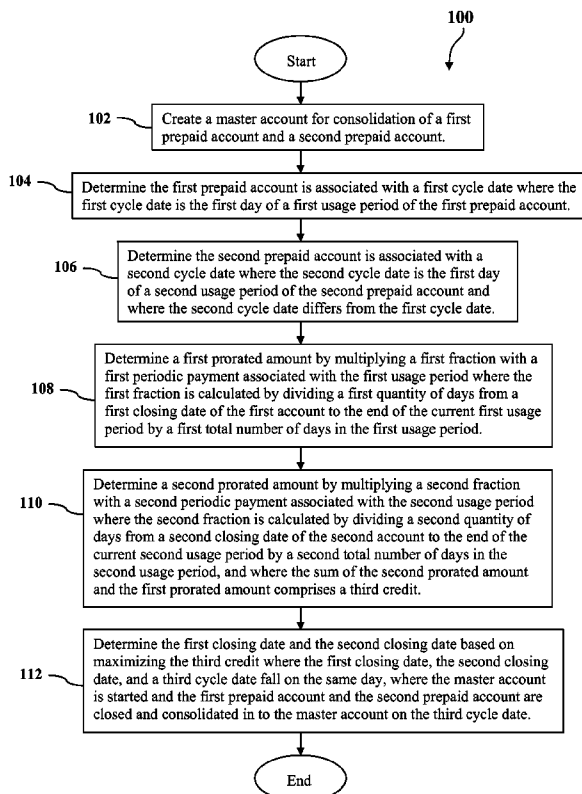 100
Start
102
Create a master account for consolidation of a first
prepaid account and a second prepaid account.
104
Determine the first prepaid account is associated with a first cycle date where the
first cycle date is the first day of a first usage period of the first prepaid account.
106
Determine the second prepaid account is associated with a
second cycle date where the second cycle date is the first day
of a second usage period of the second prepaid account and
where the second cycle date differs from the first cycle date.
108
Determine a first prorated amount by multiplying a first fraction with a
first periodic payment associated with the first usage period where the
first fraction is calculated by dividing a first quantity of days from a
first closing date of the first account to the end of the current first usage
period by a first total number of days in the first usage period.
110
Determine a second prorated amount by multiplying a second fraction
with a second periodic payment associated with the second usage period
where the second fraction is calculated by dividing a second quantity of
days from a second closing date of the second account to the end of the
current second usage period by a second total number of days in the
second usage period, and where the sum of the second prorated amount
and the first prorated amount comprises a third credit.
112
Determine the first closing date and the second closing date based on
maximizing the third credit where the first closing date, the second closing
date, and a third cycle date fall on the same day, where the master account
is started and the first prepaid account and the second prepaid account are
closed and consolidated in to the master account on the third cycle date.
End